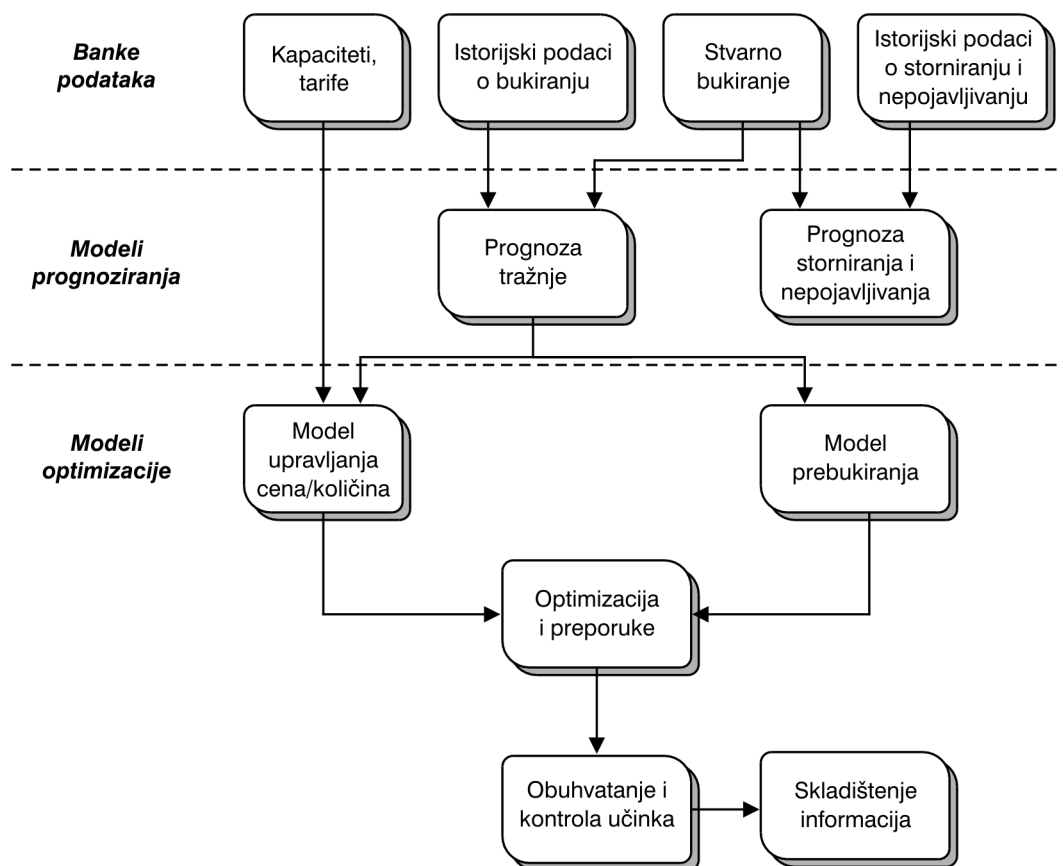 Banke
podataka
Kapaciteti,
tarife
Istorijski podaci
o bukiranju
Stvarno
bukiranje
Istorijski podaci
o storniranju i
nepojavljivanju
Modeli
prognoziranja
Prognoza
tražnje
Prognoza
storniranja i
nepojavljivanja
Modeli
optimizacije
Model
upravljanja
cena/količina
Model
prebukiranja
Optimizacija
i preporuke
Obuhvatanje i
kontrola učinka
Skladištenje
informacija